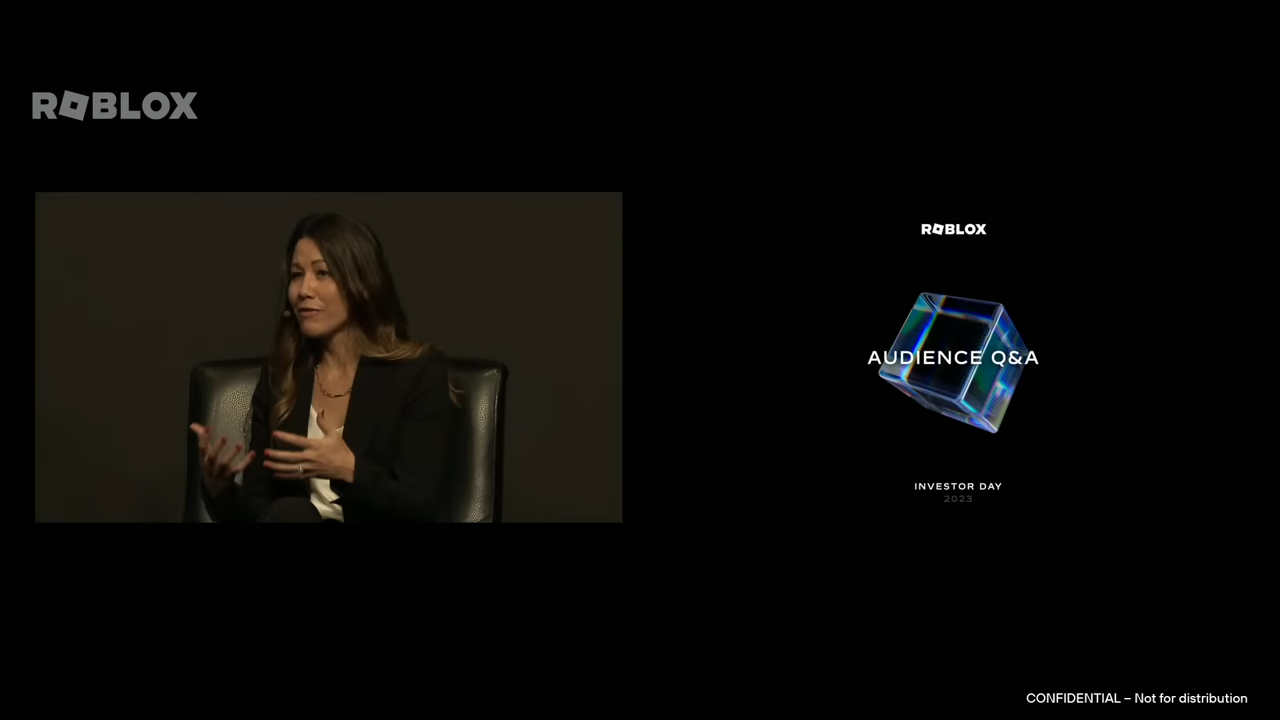 ROBLOX
ROBLOX
AUDIENCE Q&A
INVESTOR DAY
2023
CONFIDENTIAL – Not for distribution